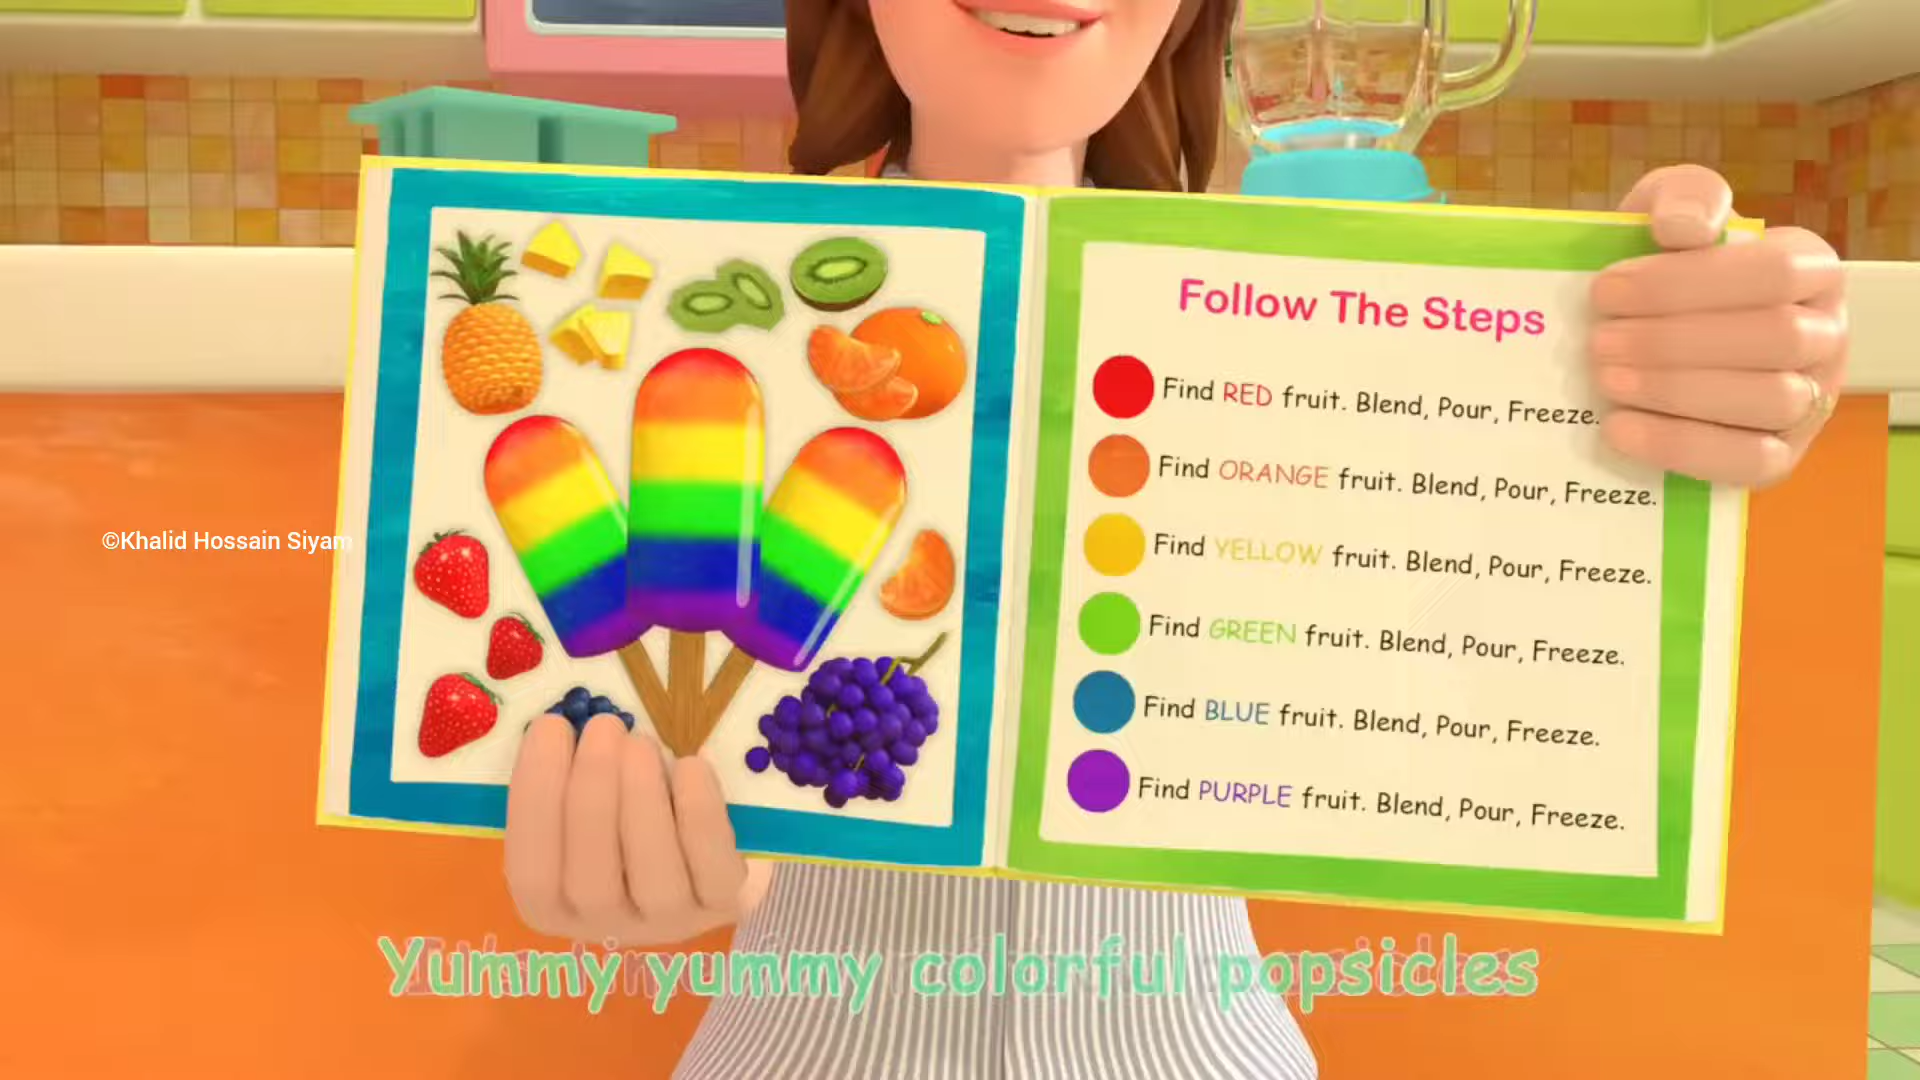 Follow The Steps
Find RED fruit. Blend, Pour, Freeze.
Find ORANGE fruit. Blend, Pour, Freeze.
Find YELLOW fruit. Blend, Pour, Freeze.
Find GREEN fruit. Blend, Pour, Freeze.
Find BLUE fruit. Blend, Pour, Freeze.
Find PURPLE fruit. Blend, Pour, Freeze.
©Khalid Hossain Siyam
Yummy yummy colorful popsicles